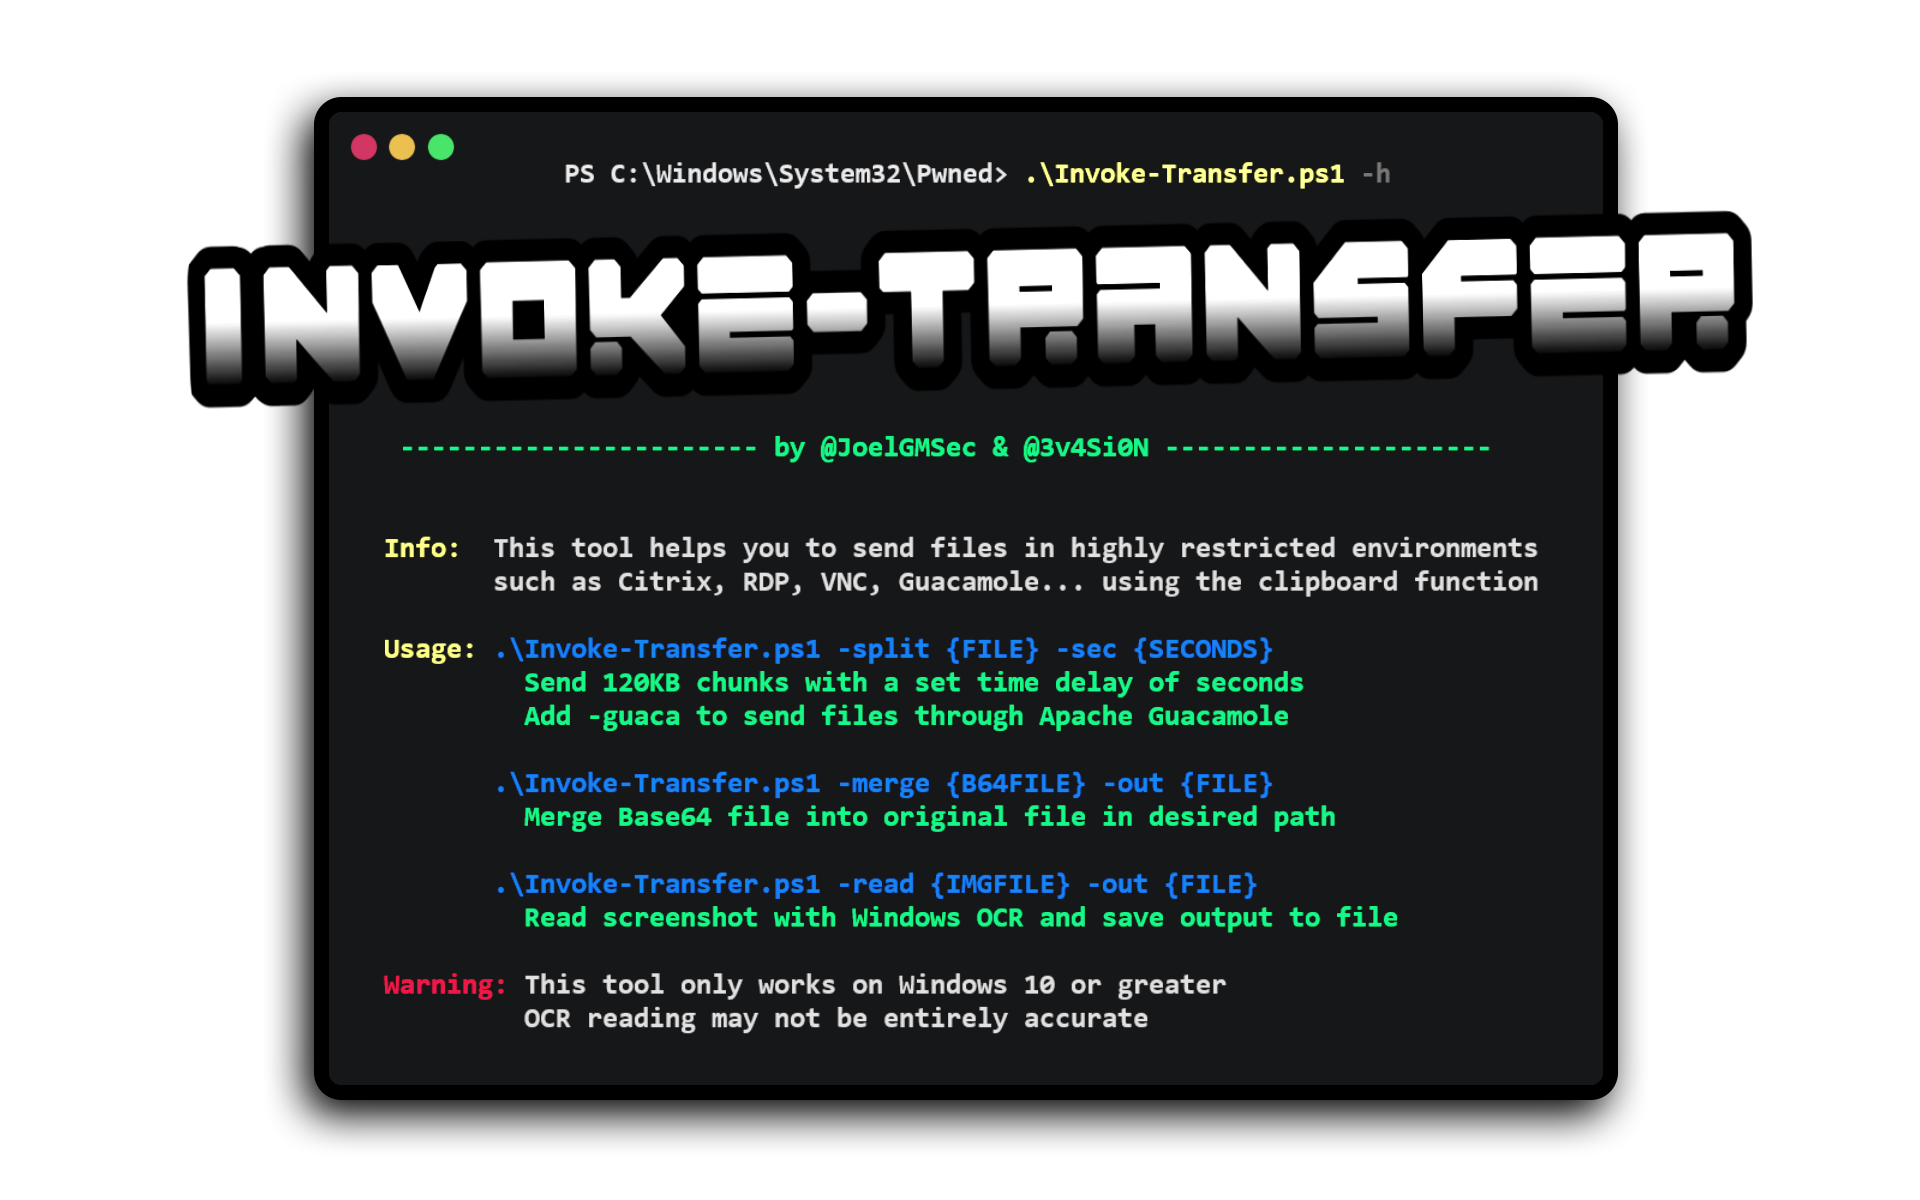 PS C:\Windows\System32\Pwned> .\Invoke-Transfer.ps1 -h
INVOKE-TRANSFER
----------------------- by @JoelGMSec & @3v4Si0N ---------------------
Info: This tool helps you to send files in highly restricted environments
such as Citrix, RDP, VNC, Guacamole... using the clipboard function
Usage: .\Invoke-Transfer.ps1 -split {FILE} -sec {SECONDS}
Send 120KB chunks with a set time delay of seconds
Add -guaca to send files through Apache Guacamole
.\Invoke-Transfer.ps1 -merge {B64FILE} -out {FILE}
Merge Base64 file into original file in desired path
.\Invoke-Transfer.ps1 -read {IMGFILE} -out {FILE}
Read screenshot with Windows OCR and save output to file
Warning: This tool only works on Windows 10 or greater
OCR reading may not be entirely accurate